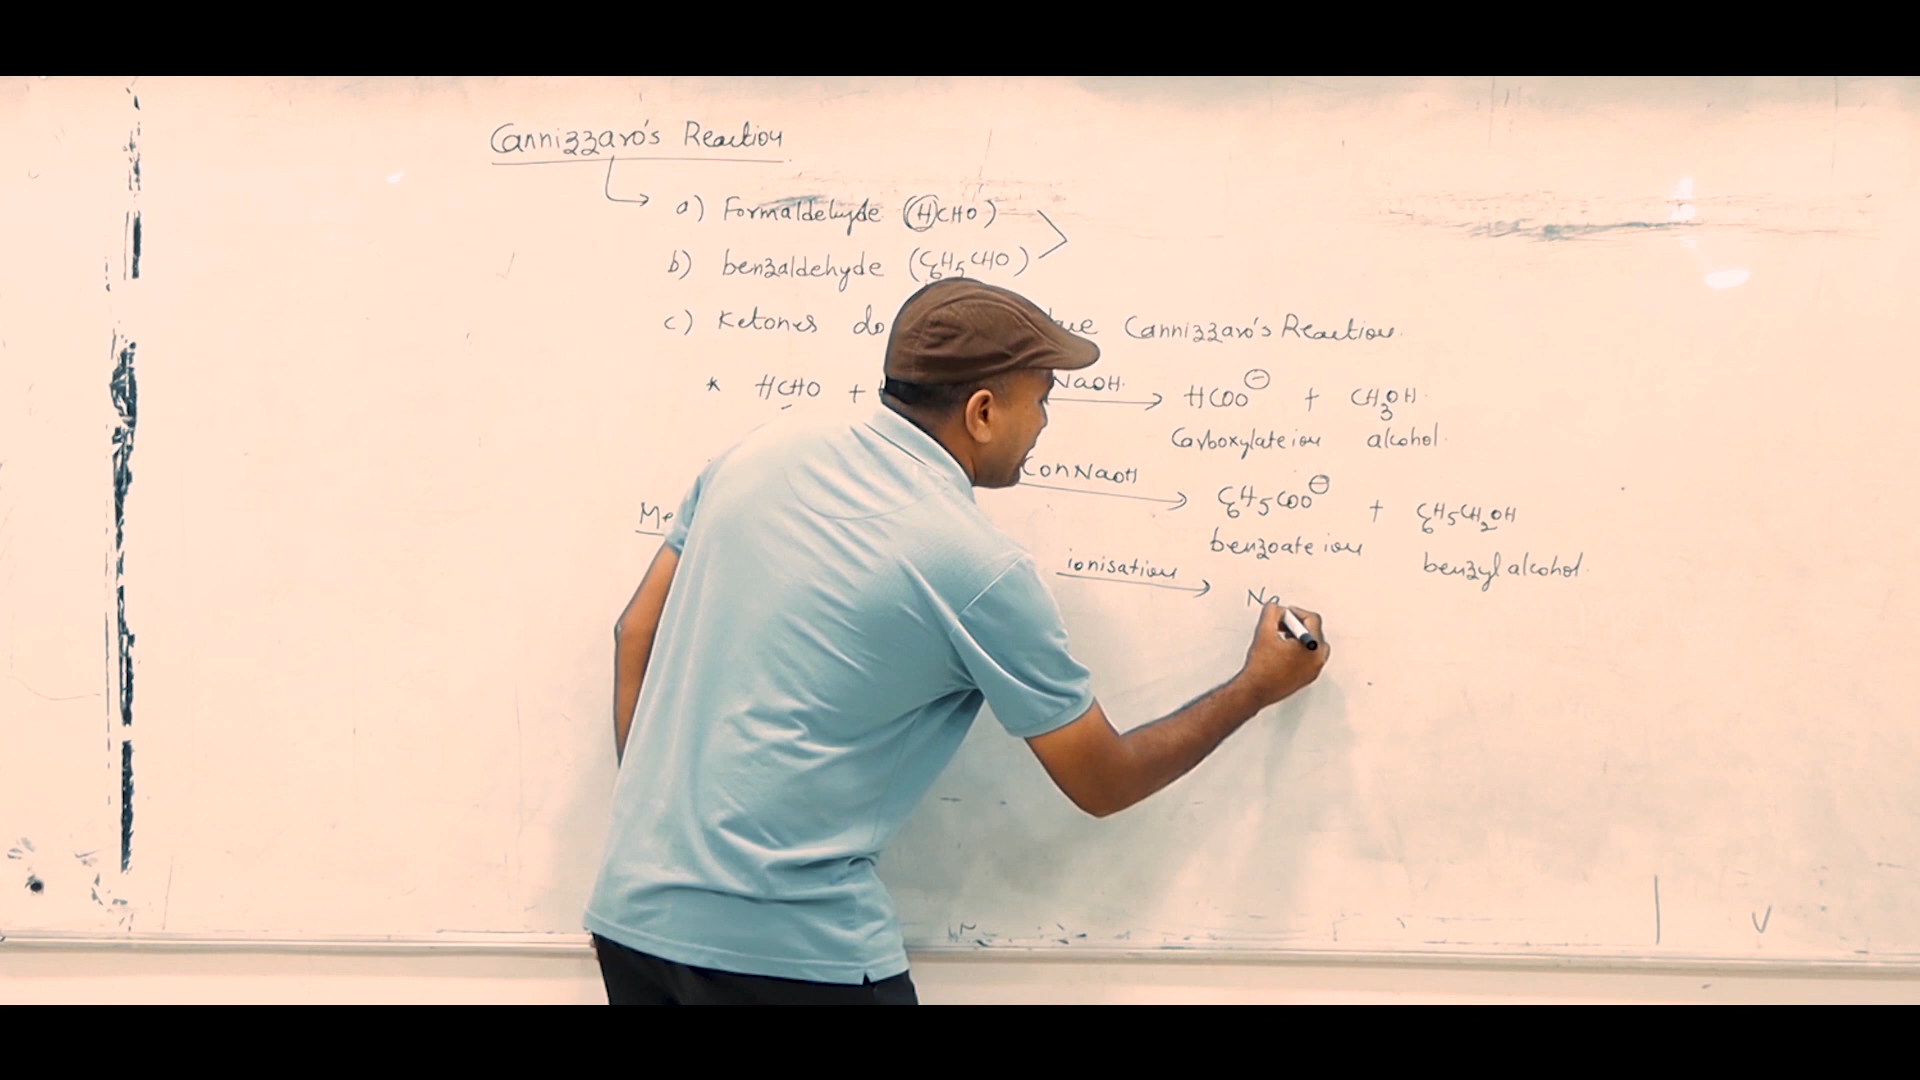 Cannizzaro's Reaction
a) Formaldehyde (HCHO)
b) benzaldehyde (C₆H₅CHO)
c) Ketones do Cannizzaro's Reaction.
* HCHO + NaOH. → HCOO⊖ + CH₃OH.
Carboxylate ion alcohol.
Con NaOH → C₆H₅COO⊖ + C₆H₅CH₂OH
benzoate ion benzyl alcohol.
Me
ionisation → Na